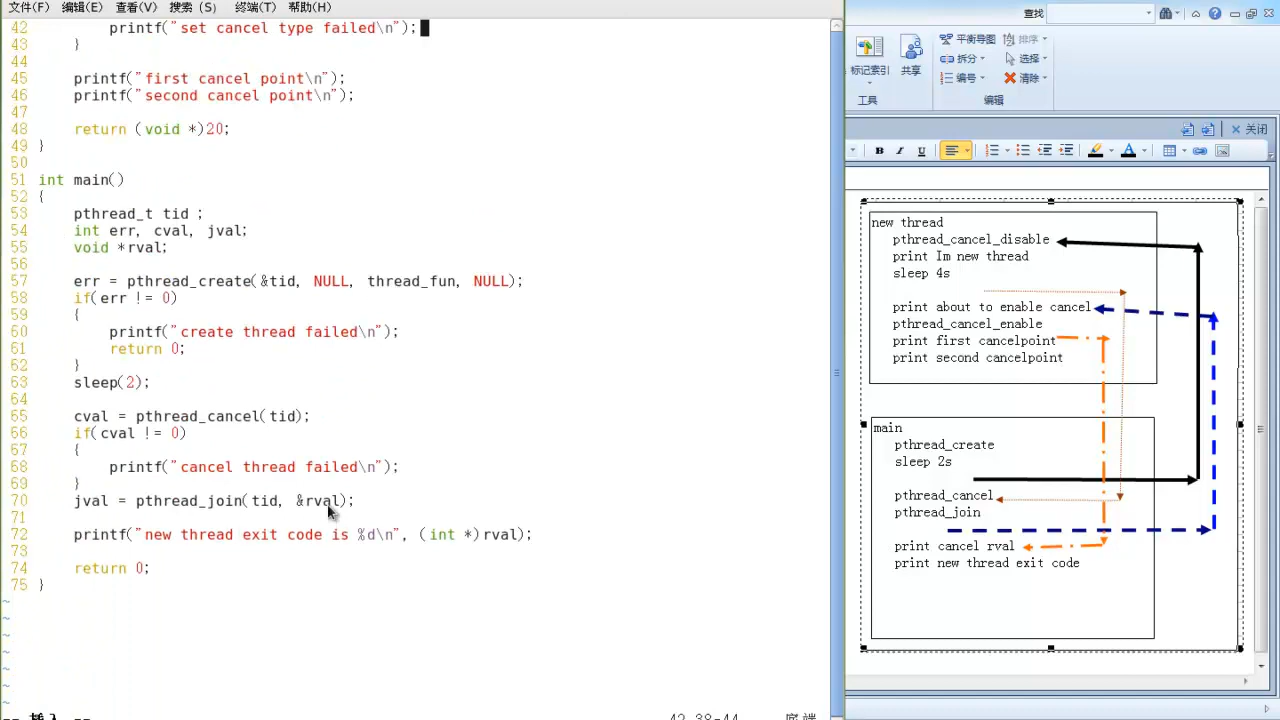 文件(F) 编辑(E) 查看(V) 搜索 (S) 终端(T) 帮助(H)
42         printf("set cancel type failed\n");
43     }
44
45     printf("first cancel point\n");
46     printf("second cancel point\n");
47
48     return (void *)20;
49 }
50
51 int main()
52 {
53     pthread_t tid ;
54     int err, cval, jval;
55     void *rval;
56
57     err = pthread_create(&tid, NULL, thread_fun, NULL);
58     if(err != 0)
59     {
60         printf("create thread failed\n");
61         return 0;
62     }
63     sleep(2);
64
65     cval = pthread_cancel(tid);
66     if(cval != 0)
67     {
68         printf("cancel thread failed\n");
69     }
70     jval = pthread_join(tid, &rval);
71
72     printf("new thread exit code is %d\n", (int *)rval);
73
74     return 0;
75 }
~
~
~
~
~
~
~
-- 插入 --
42,38-44
底端
查找
标记索引
共享
平衡导图
排序
拆分
选择
编号
清除
工具
编辑
关闭
B I U
new thread
pthread_cancel_disable
print Im new thread
sleep 4s
print about to enable cancel
pthread_cancel_enable
print first cancelpoint
print second cancelpoint
main
pthread_create
sleep 2s
pthread_cancel
pthread_join
print cancel rval
print new thread exit code